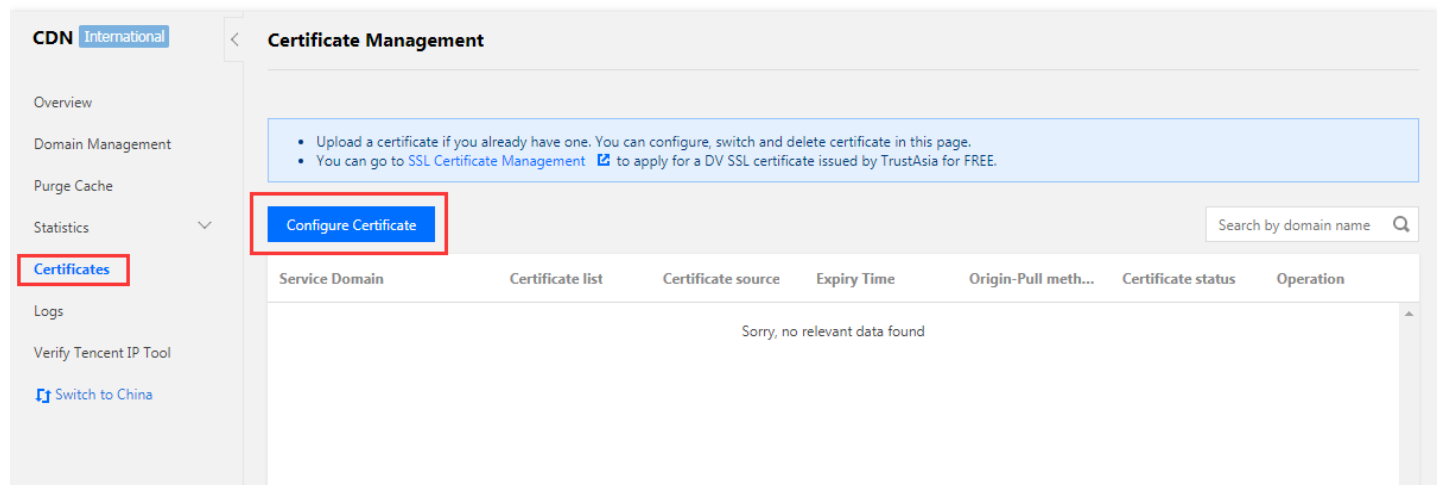 CDN International
Overview
Domain Management
Purge Cache
Statistics
Certificates
Logs
Verify Tencent IP Tool
Switch to China
Certificate Management
• Upload a certificate if you already have one. You can configure, switch and delete certificate in this page.
• You can go to SSL Certificate Management to apply for a DV SSL certificate issued by TrustAsia for FREE.
Configure Certificate
Search by domain name
Service Domain Certificate list Certificate source Expiry Time Origin-Pull meth... Certificate status Operation
Sorry, no relevant data found